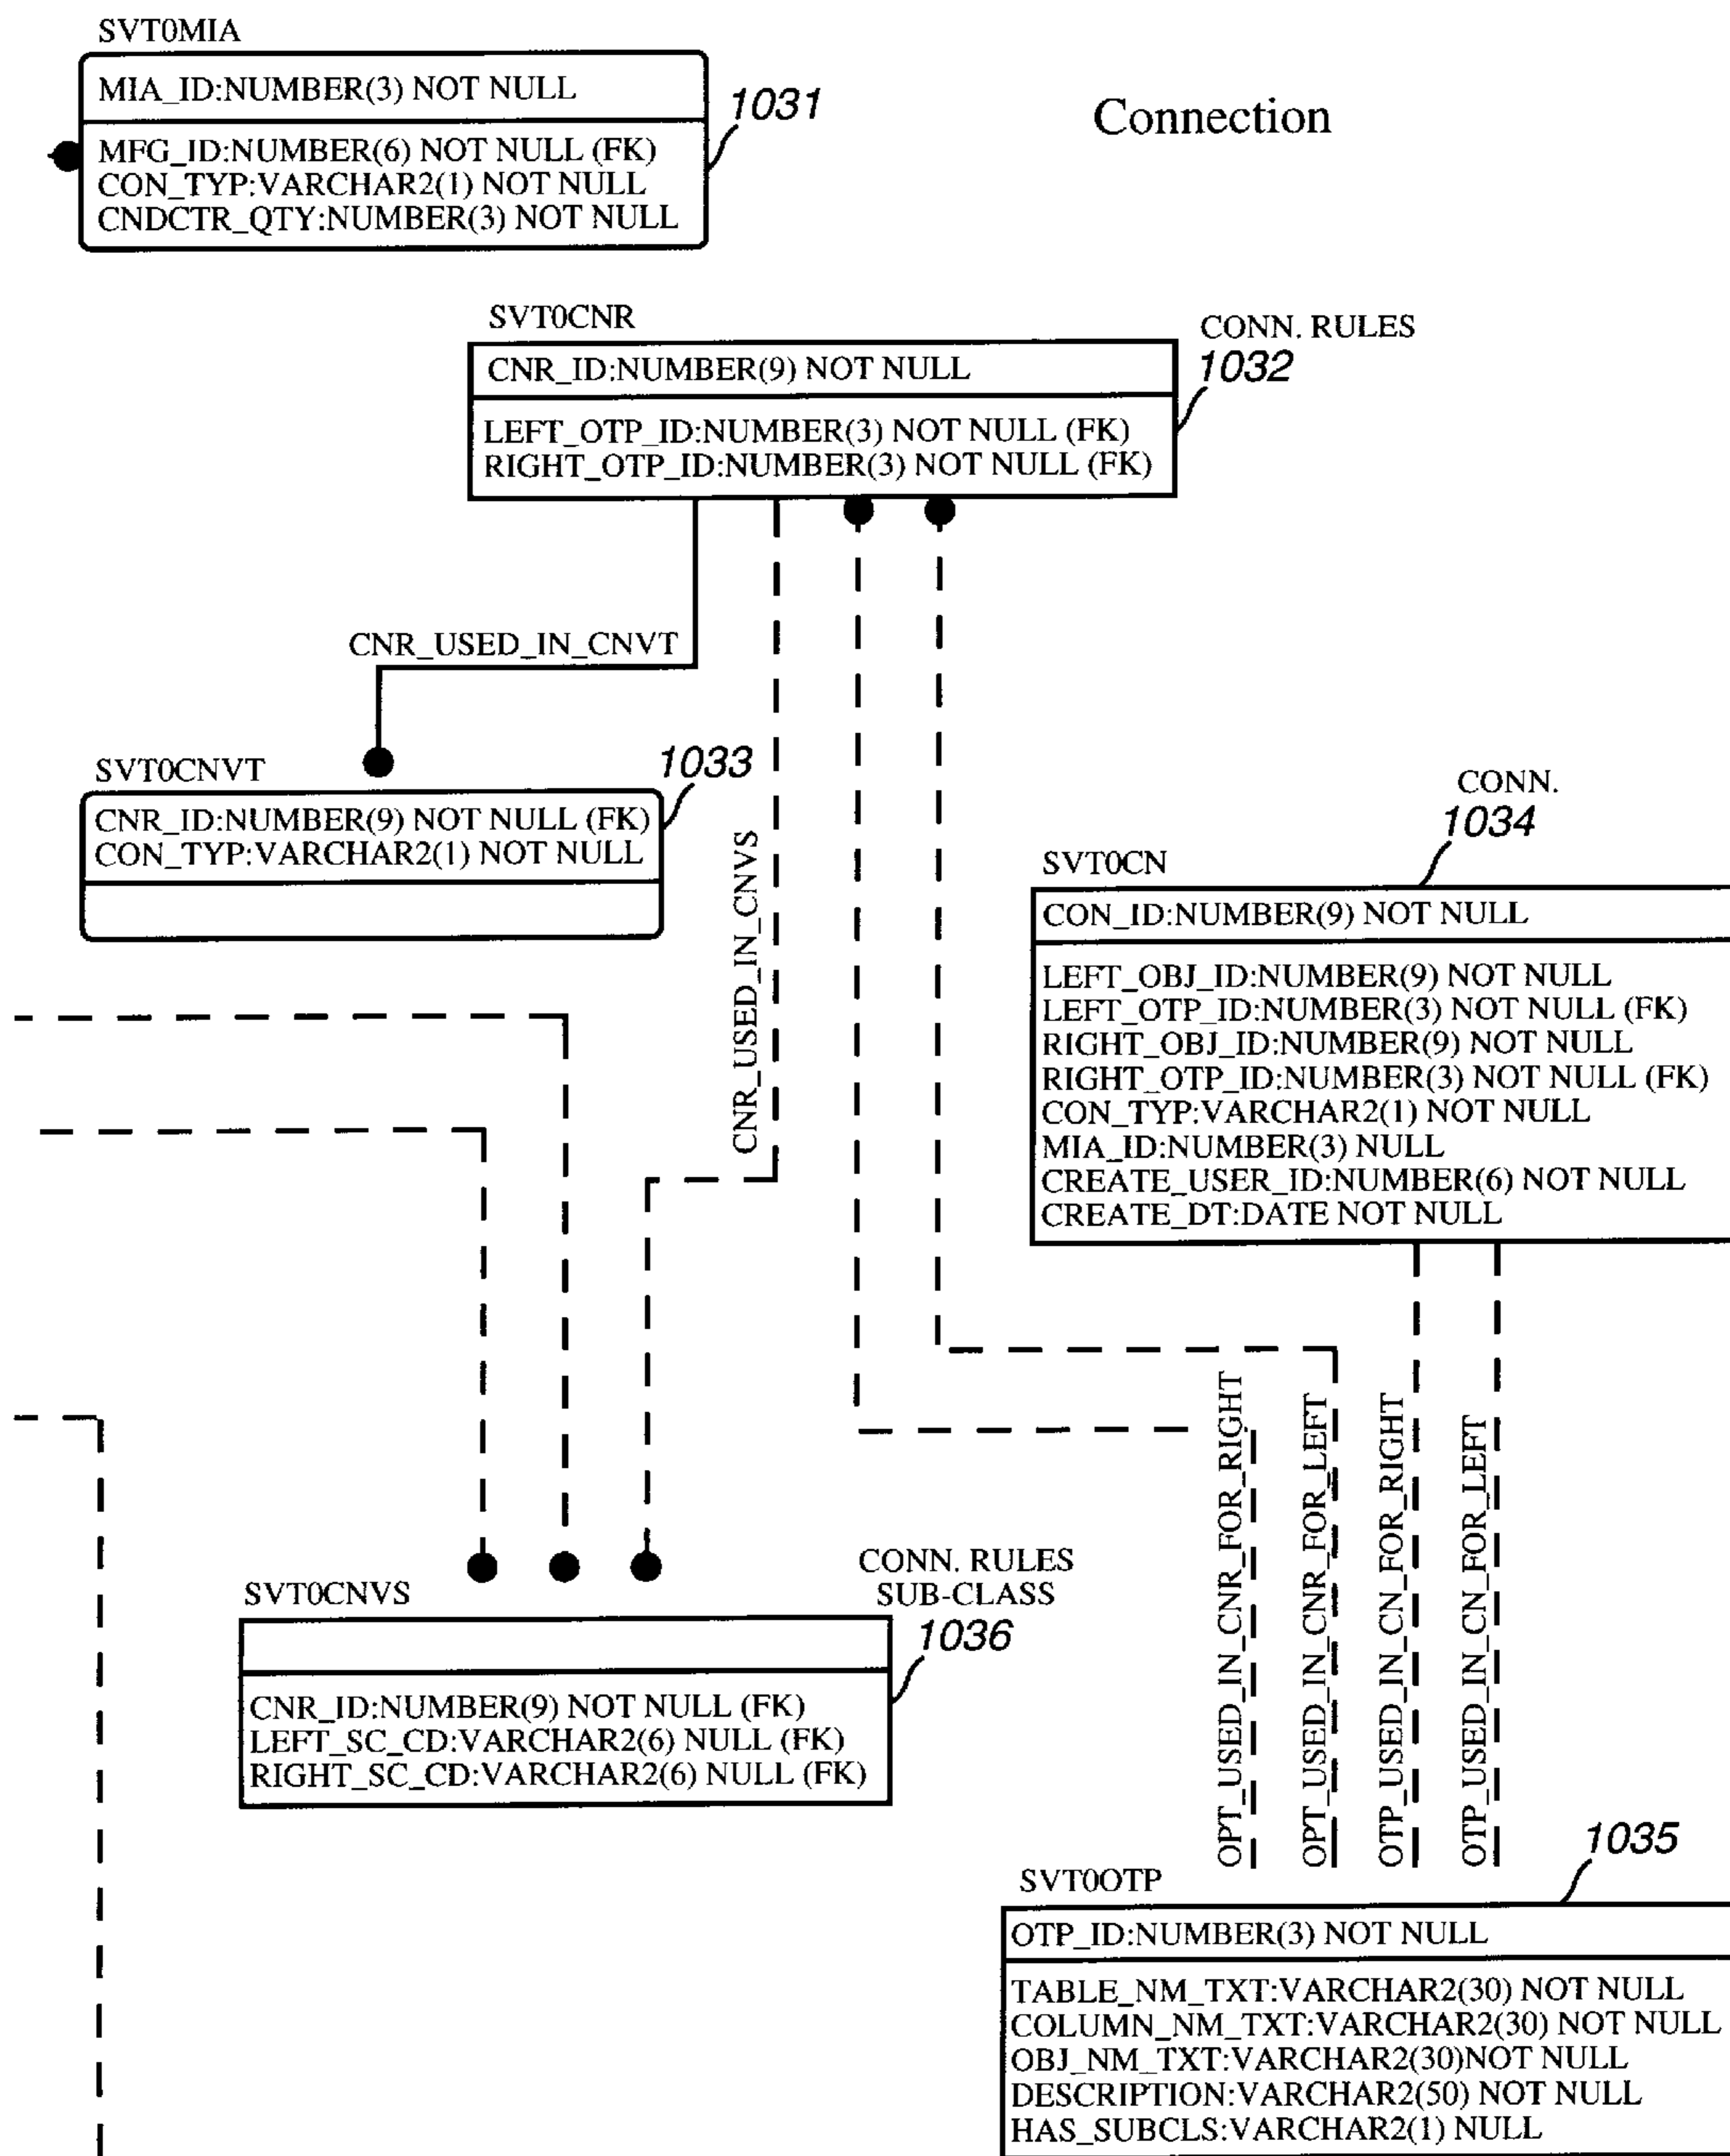 SVT0MIA
MIA_ID:NUMBER(3) NOT NULL
MFG_ID:NUMBER(6) NOT NULL (FK)
CON_TYP:VARCHAR2(1) NOT NULL
CNDCTR_QTY:NUMBER(3) NOT NULL
1031
Connection
SVT0CNR
CONN. RULES
1032
CNR_ID:NUMBER(9) NOT NULL
LEFT_OTP_ID:NUMBER(3) NOT NULL (FK)
RIGHT_OTP_ID:NUMBER(3) NOT NULL (FK)
CNR_USED_IN_CNVT
SVT0CNVT
1033
CNR_ID:NUMBER(9) NOT NULL (FK)
CON_TYP:VARCHAR2(1) NOT NULL
CNR_USED_IN_CNVS
CONN.
1034
SVT0CN
CON_ID:NUMBER(9) NOT NULL
LEFT_OBJ_ID:NUMBER(9) NOT NULL
LEFT_OTP_ID:NUMBER(3) NOT NULL (FK)
RIGHT_OBJ_ID:NUMBER(9) NOT NULL
RIGHT_OTP_ID:NUMBER(3) NOT NULL (FK)
CON_TYP:VARCHAR2(1) NOT NULL
MIA_ID:NUMBER(3) NULL
CREATE_USER_ID:NUMBER(6) NOT NULL
CREATE_DT:DATE NOT NULL
OPT_USED_IN_CNR_FOR_RIGHT
OPT_USED_IN_CNR_FOR_LEFT
OTP_USED_IN_CN_FOR_RIGHT
OTP_USED_IN_CN_FOR_LEFT
SVT0CNVS
CONN. RULES
SUB-CLASS
1036
CNR_ID:NUMBER(9) NOT NULL (FK)
LEFT_SC_CD:VARCHAR2(6) NULL (FK)
RIGHT_SC_CD:VARCHAR2(6) NULL (FK)
SVT0OTP
1035
OTP_ID:NUMBER(3) NOT NULL
TABLE_NM_TXT:VARCHAR2(30) NOT NULL
COLUMN_NM_TXT:VARCHAR2(30) NOT NULL
OBJ_NM_TXT:VARCHAR2(30)NOT NULL
DESCRIPTION:VARCHAR2(50) NOT NULL
HAS_SUBCLS:VARCHAR2(1) NULL